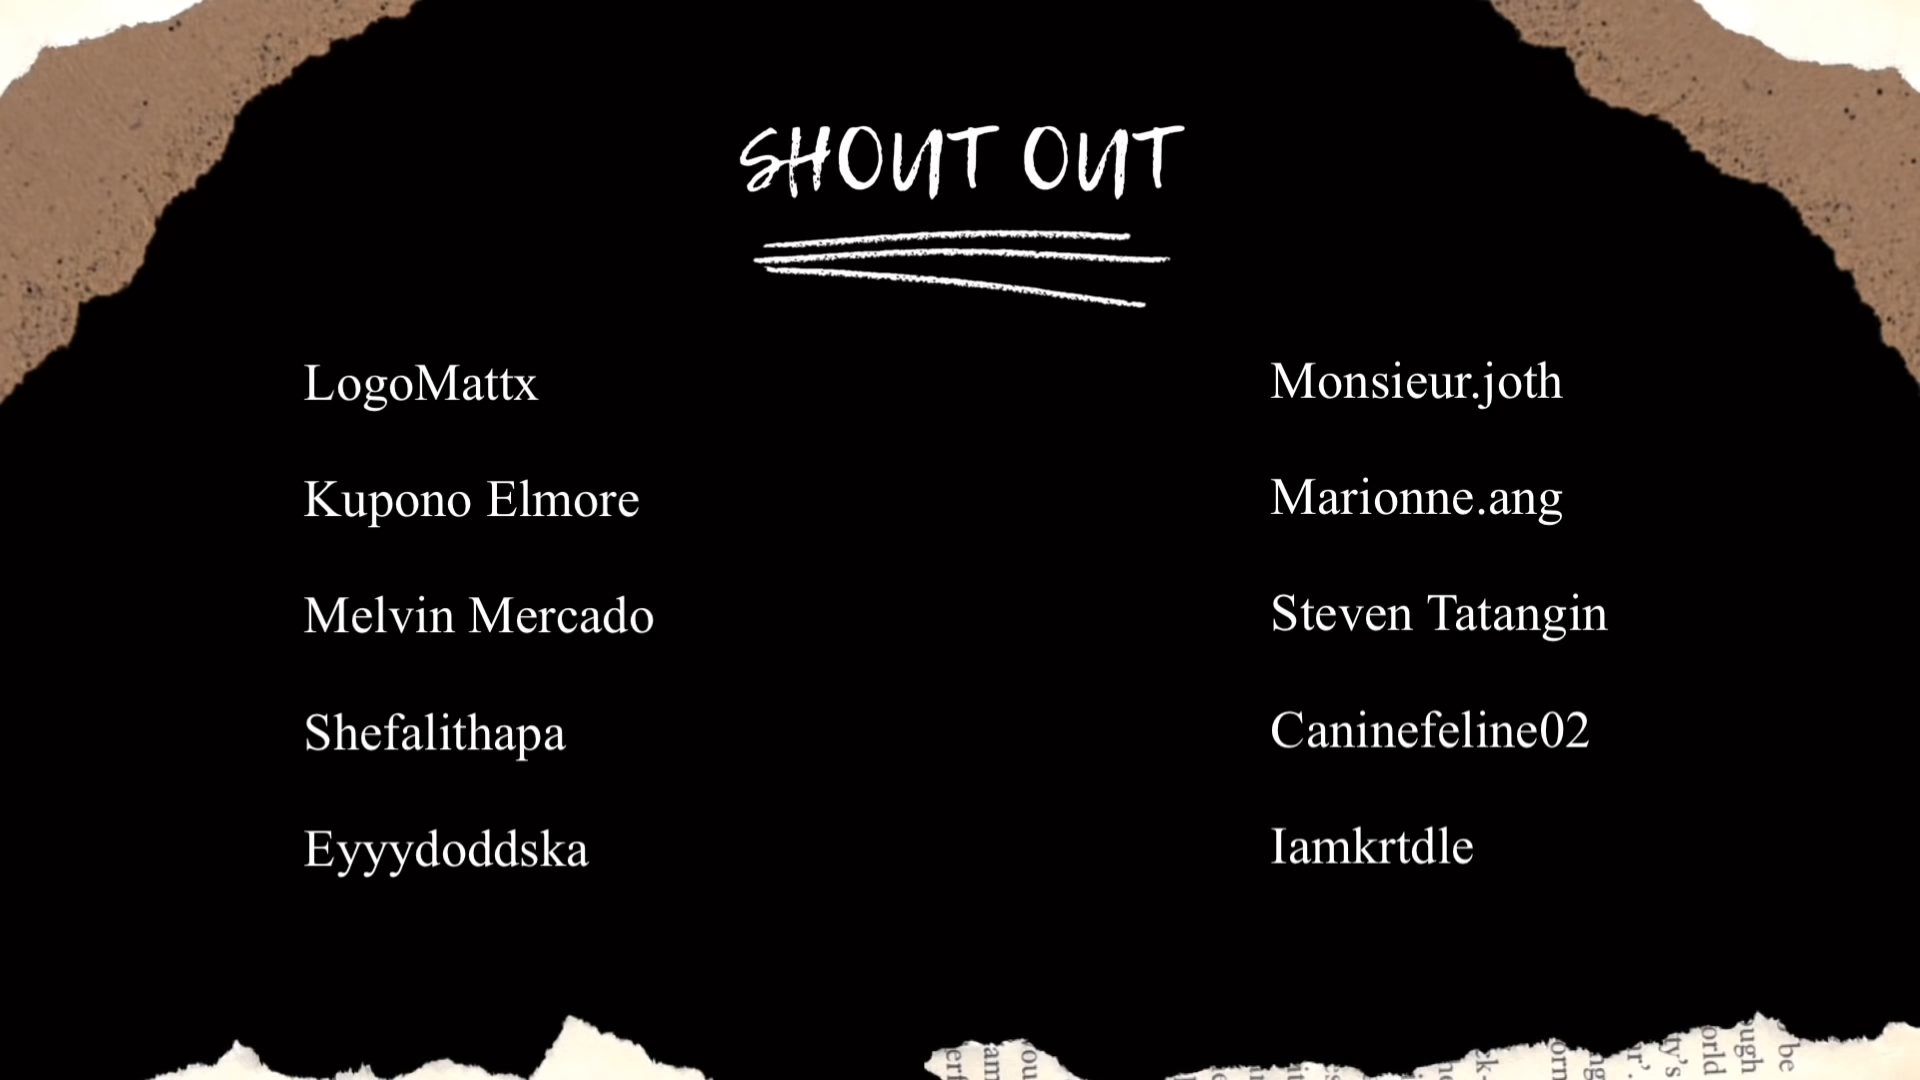 SHOUT OUT
LogoMattx
Kupono Elmore
Melvin Mercado
Shefalithapa
Eyyydoddska
Monsieur.joth
Marionne.ang
Steven Tatangin
Caninefeline02
Iamkrtdle